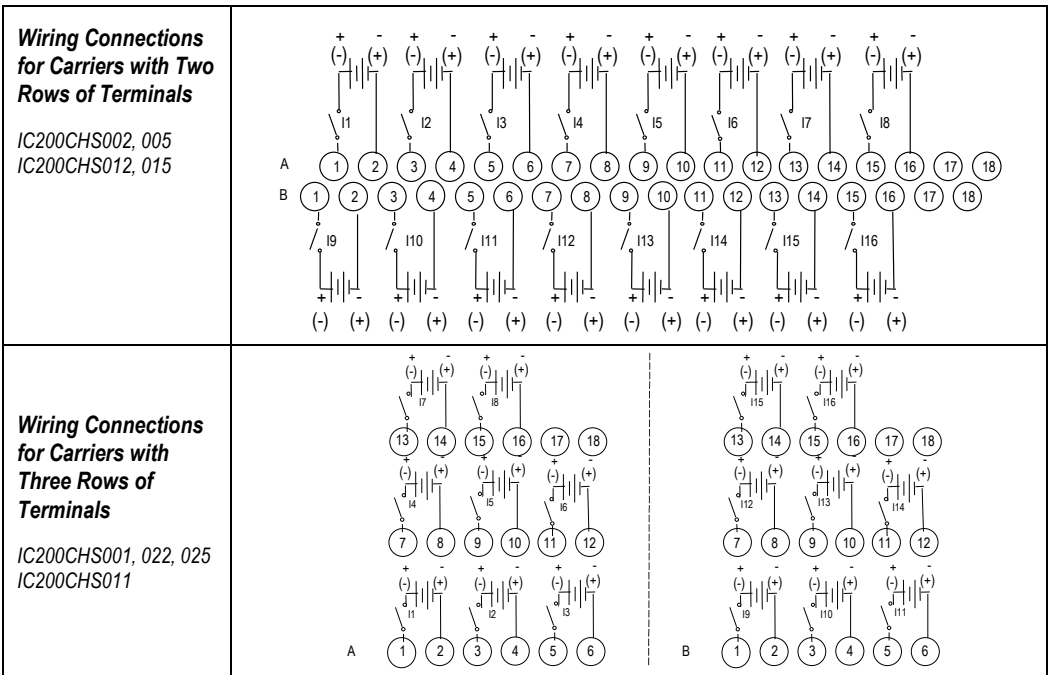 Wiring Connections
for Carriers with Two
Rows of Terminals
IC200CHS002, 005
IC200CHS012, 015
+ - + - + - + - + - + - + - + -
(-) (+) (-) (+) (-) (+) (-) (+) (-) (+) (-) (+) (-) (+) (-) (+)
I1 I2 I3 I4 I5 I6 I7 I8
A 1 2 3 4 5 6 7 8 9 10 11 12 13 14 15 16 17 18
B 1 2 3 4 5 6 7 8 9 10 11 12 13 14 15 16 17 18
I9 I10 I11 I12 I13 I14 I15 I16
+ - + - + - + - + - + - + - + -
(-) (+) (-) (+) (-) (+) (-) (+) (-) (+) (-) (+) (-) (+) (-) (+)
Wiring Connections
for Carriers with
Three Rows of
Terminals
IC200CHS001, 022, 025
IC200CHS011
+ - + -
(-) (+) (-) (+)
I7 I8
13 14 15 16 17 18
+ - + - + -
(-) (+) (-) (+) (-) (+)
I4 I5 I6
7 8 9 10 11 12
+ - + - + -
(-) (+) (-) (+) (-) (+)
I1 I2 I3
A 1 2 3 4 5 6
+ - + -
(-) (+) (-) (+)
I15 I16
13 14 15 16 17 18
+ - + - + -
(-) (+) (-) (+) (-) (+)
I12 I13 I14
7 8 9 10 11 12
+ - + - + -
(-) (+) (-) (+) (-) (+)
I9 I10 I11
B 1 2 3 4 5 6